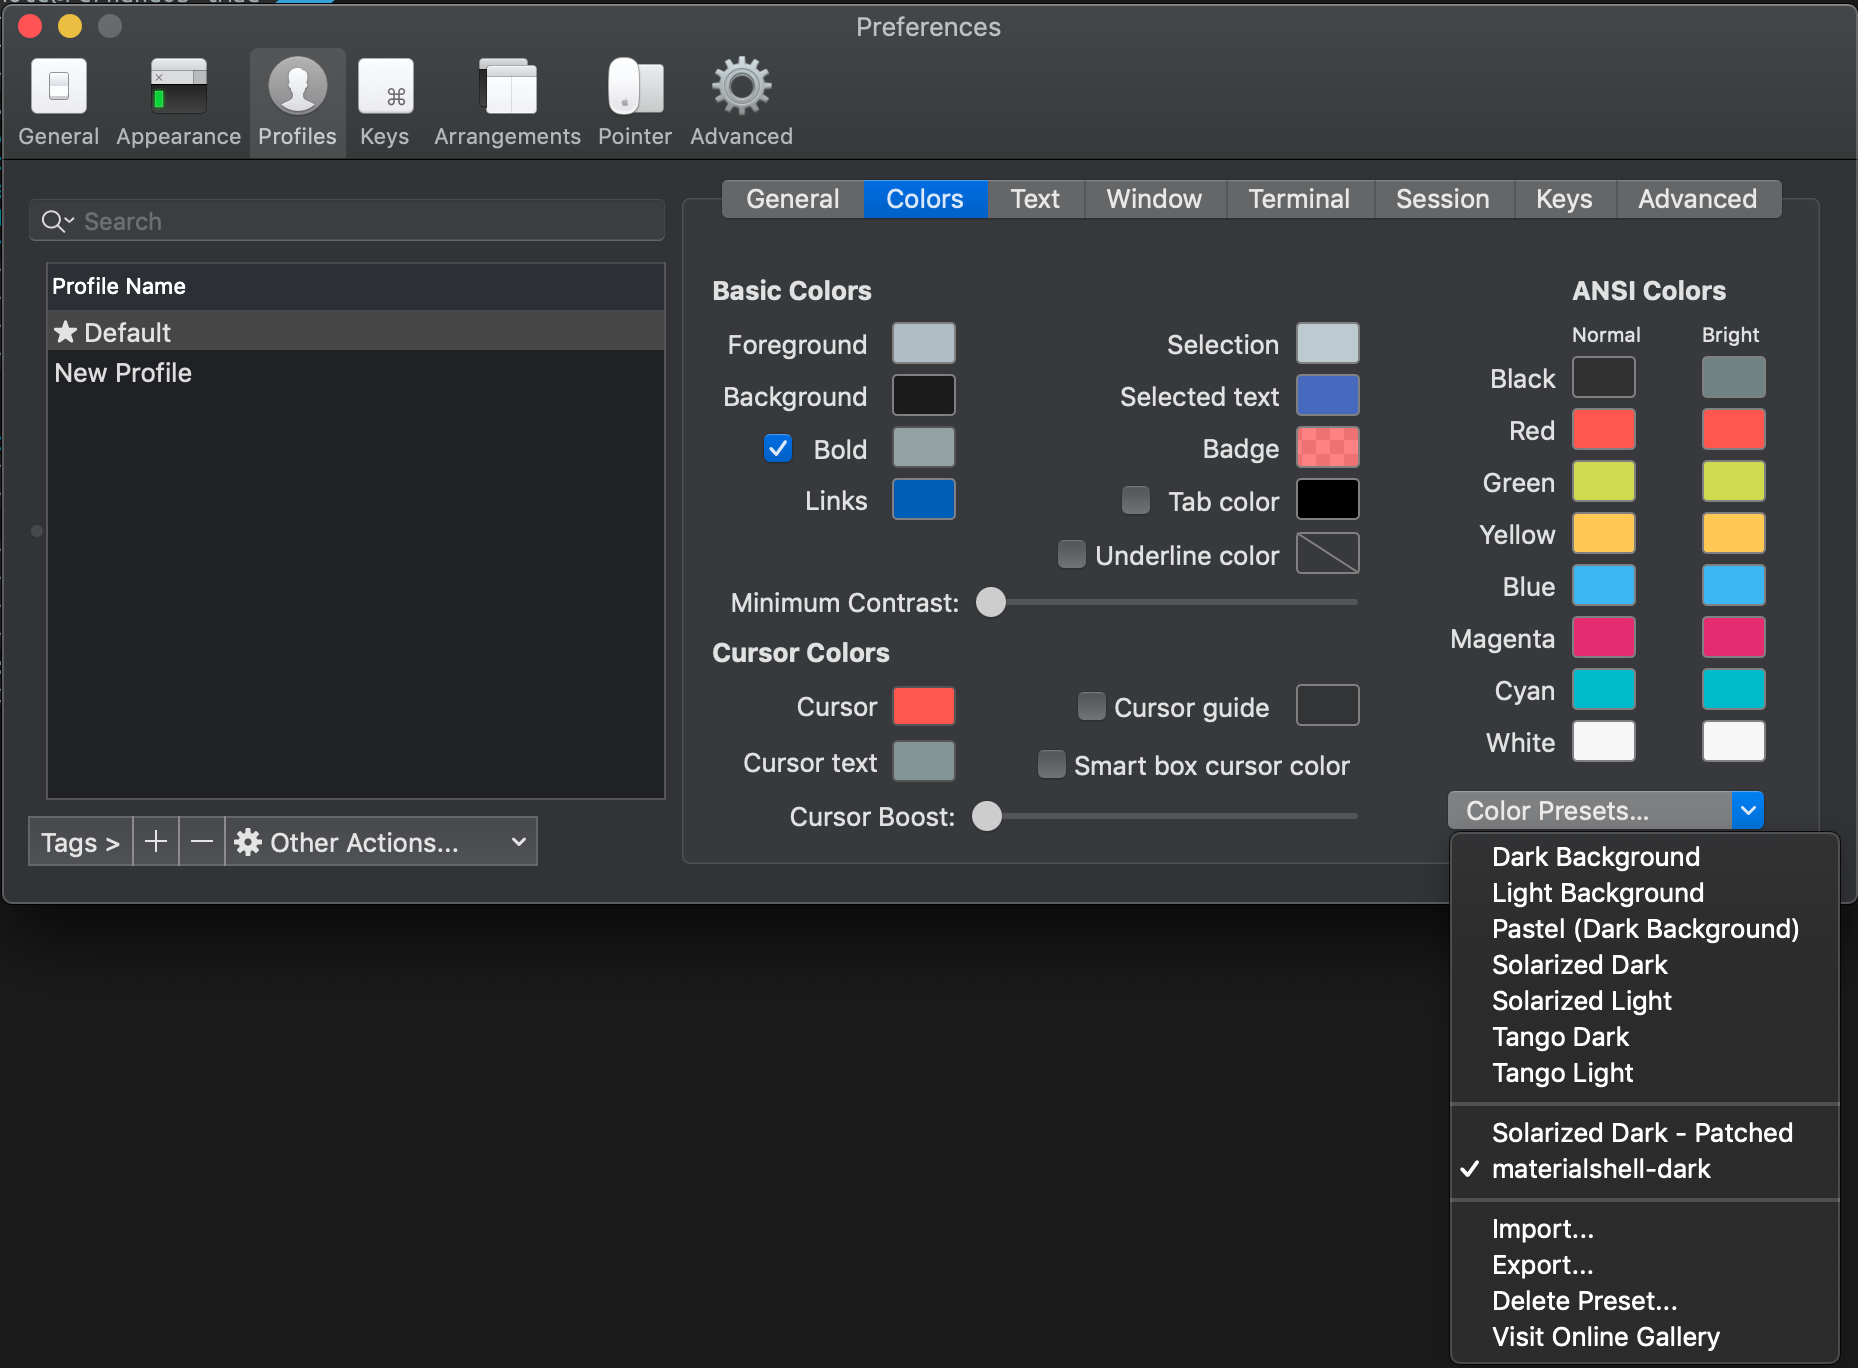 Preferences
General
Appearance
Profiles
Keys
Arrangements
Pointer
Advanced
Search
Profile Name
★ Default
New Profile
Tags >
Other Actions...
General
Colors
Text
Window
Terminal
Session
Keys
Advanced
Basic Colors
Foreground
Background
Bold
Links
Selection
Selected text
Badge
Tab color
Underline color
Minimum Contrast:
Cursor Colors
Cursor
Cursor text
Cursor guide
Smart box cursor color
Cursor Boost:
ANSI Colors
Normal Bright
Black
Red
Green
Yellow
Blue
Magenta
Cyan
White
Color Presets...
Dark Background
Light Background
Pastel (Dark Background)
Solarized Dark
Solarized Light
Tango Dark
Tango Light
Solarized Dark - Patched
✓ materialshell-dark
Import...
Export...
Delete Preset...
Visit Online Gallery